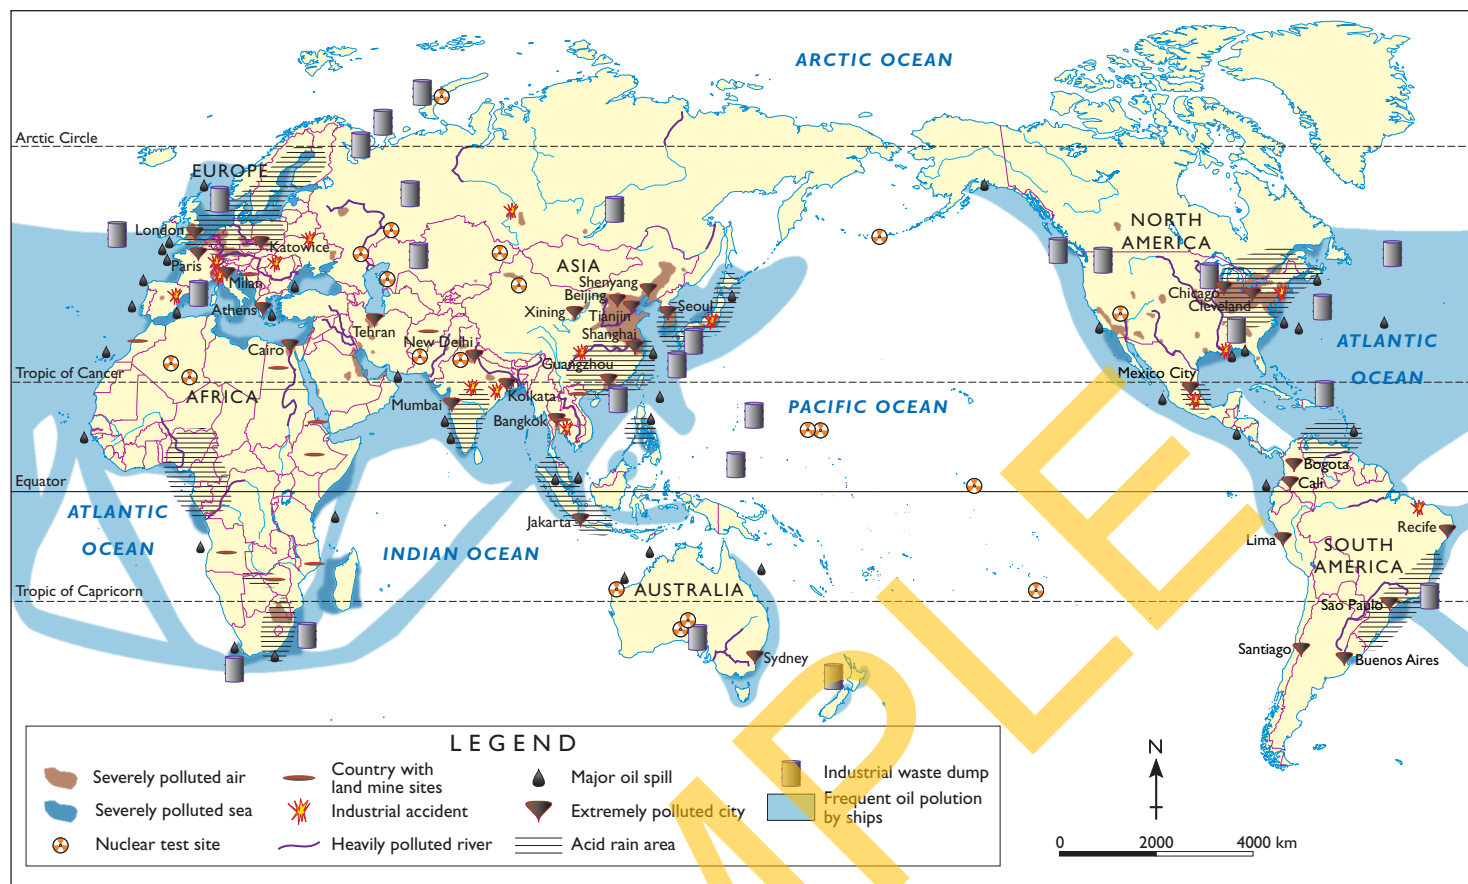 ARCTIC OCEAN
Arctic Circle
EUROPE
London
Katowice
Paris
Milan
Athens
ASIA
Shenyang
Beijing
Tianjin
Xining
Seoul
Shanghai
Tehran
New Delhi
Cairo
Guangzhou
NORTH
AMERICA
Chicago
Cleveland
ATLANTIC
OCEAN
Tropic of Cancer
AFRICA
Mumbai
Kolkata
Bangkok
PACIFIC OCEAN
Mexico City
Equator
Bogota
Cali
ATLANTIC
OCEAN
INDIAN OCEAN
Jakarta
Lima
Recife
SOUTH
AMERICA
Tropic of Capricorn
AUSTRALIA
Sao Paulo
Sydney
Santiago
Buenos Aires
LEGEND
Severely polluted air
Country with
land mine sites
Major oil spill
Industrial waste dump
Severely polluted sea
Industrial accident
Extremely polluted city
Frequent oil polution
by ships
Nuclear test site
Heavily polluted river
Acid rain area
N
0 2000 4000 km
MPLE